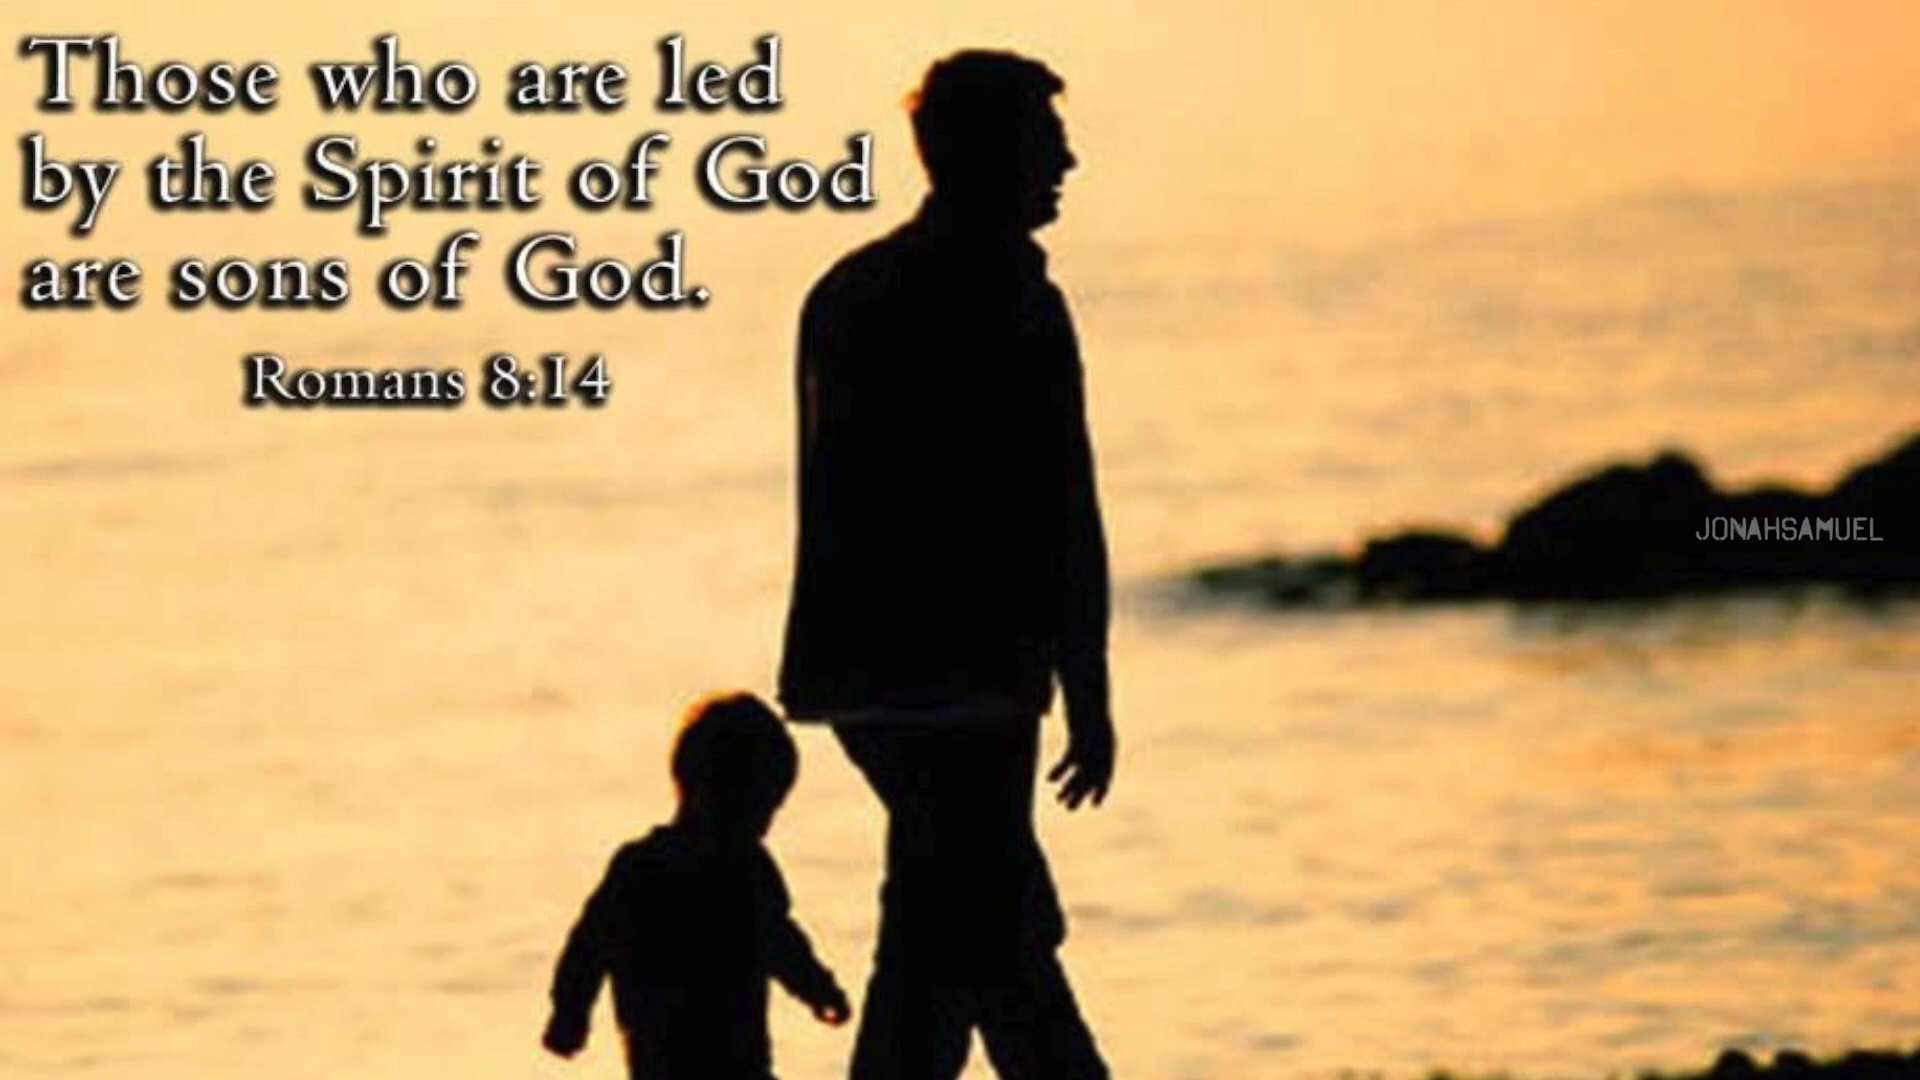 Those who are led
by the Spirit of God
are sons of God.
Romans 8:14
JONAHSAMUEL